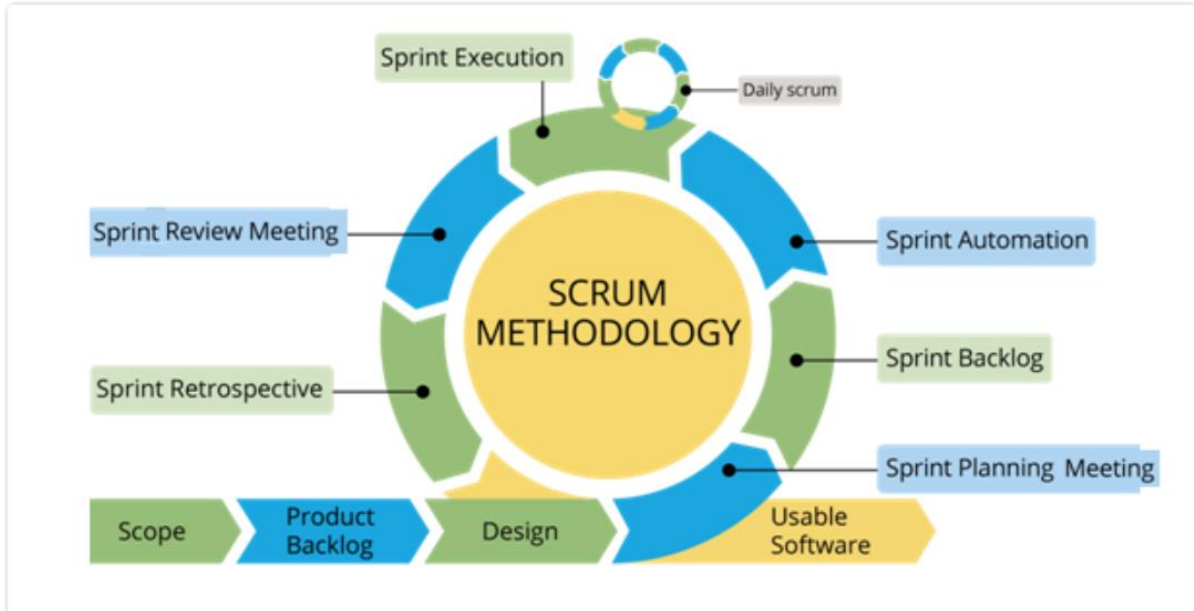 Sprint Execution
Daily scrum
Sprint Review Meeting
Sprint Automation
SCRUM
METHODOLOGY
Sprint Backlog
Sprint Retrospective
Sprint Planning Meeting
Scope
Product
Backlog
Design
Usable
Software